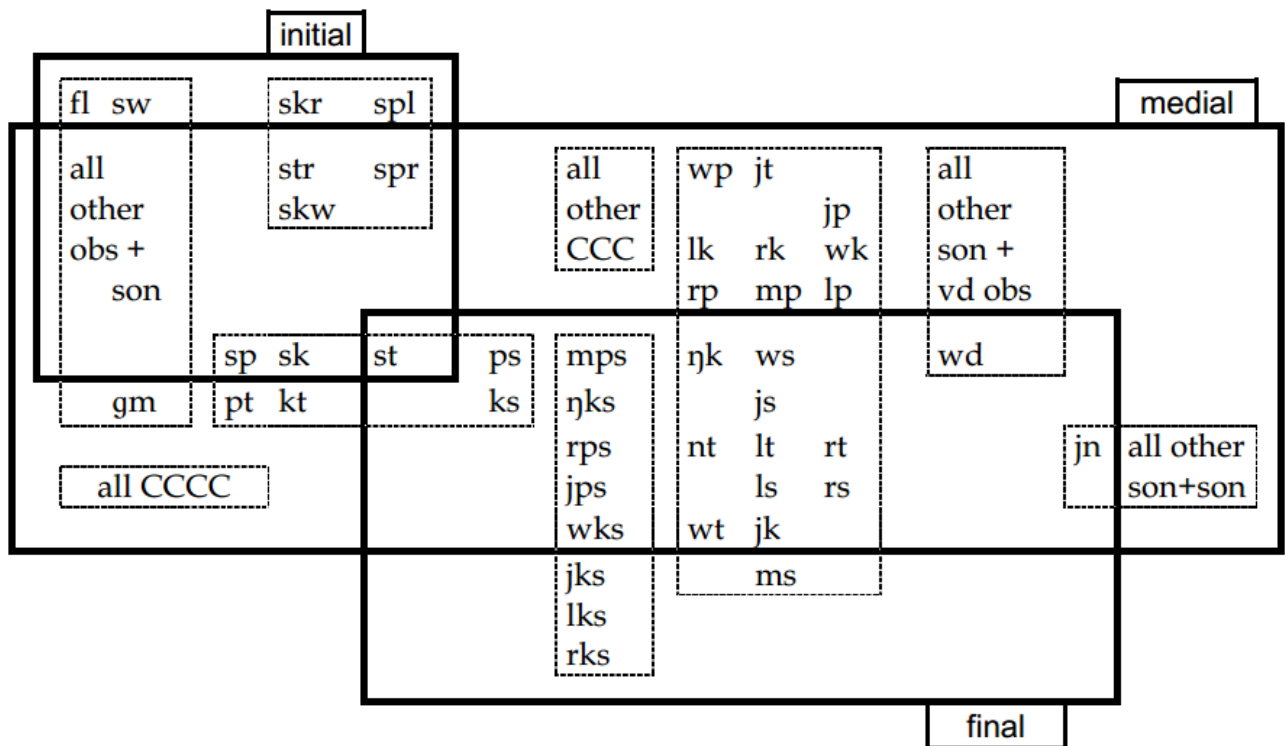 initial
fl sw skr spl medial
all str spr all wp jt all
other skw other jp other
obs + CCC lk rk wk son +
son rp mp lp vd obs
sp sk st ps mps ŋk ws wd
gm pt kt ks ŋks js
rps nt lt rt jn all other
all CCCC jps ls rs son+son
wks wt jk
jks ms
lks
rks
final